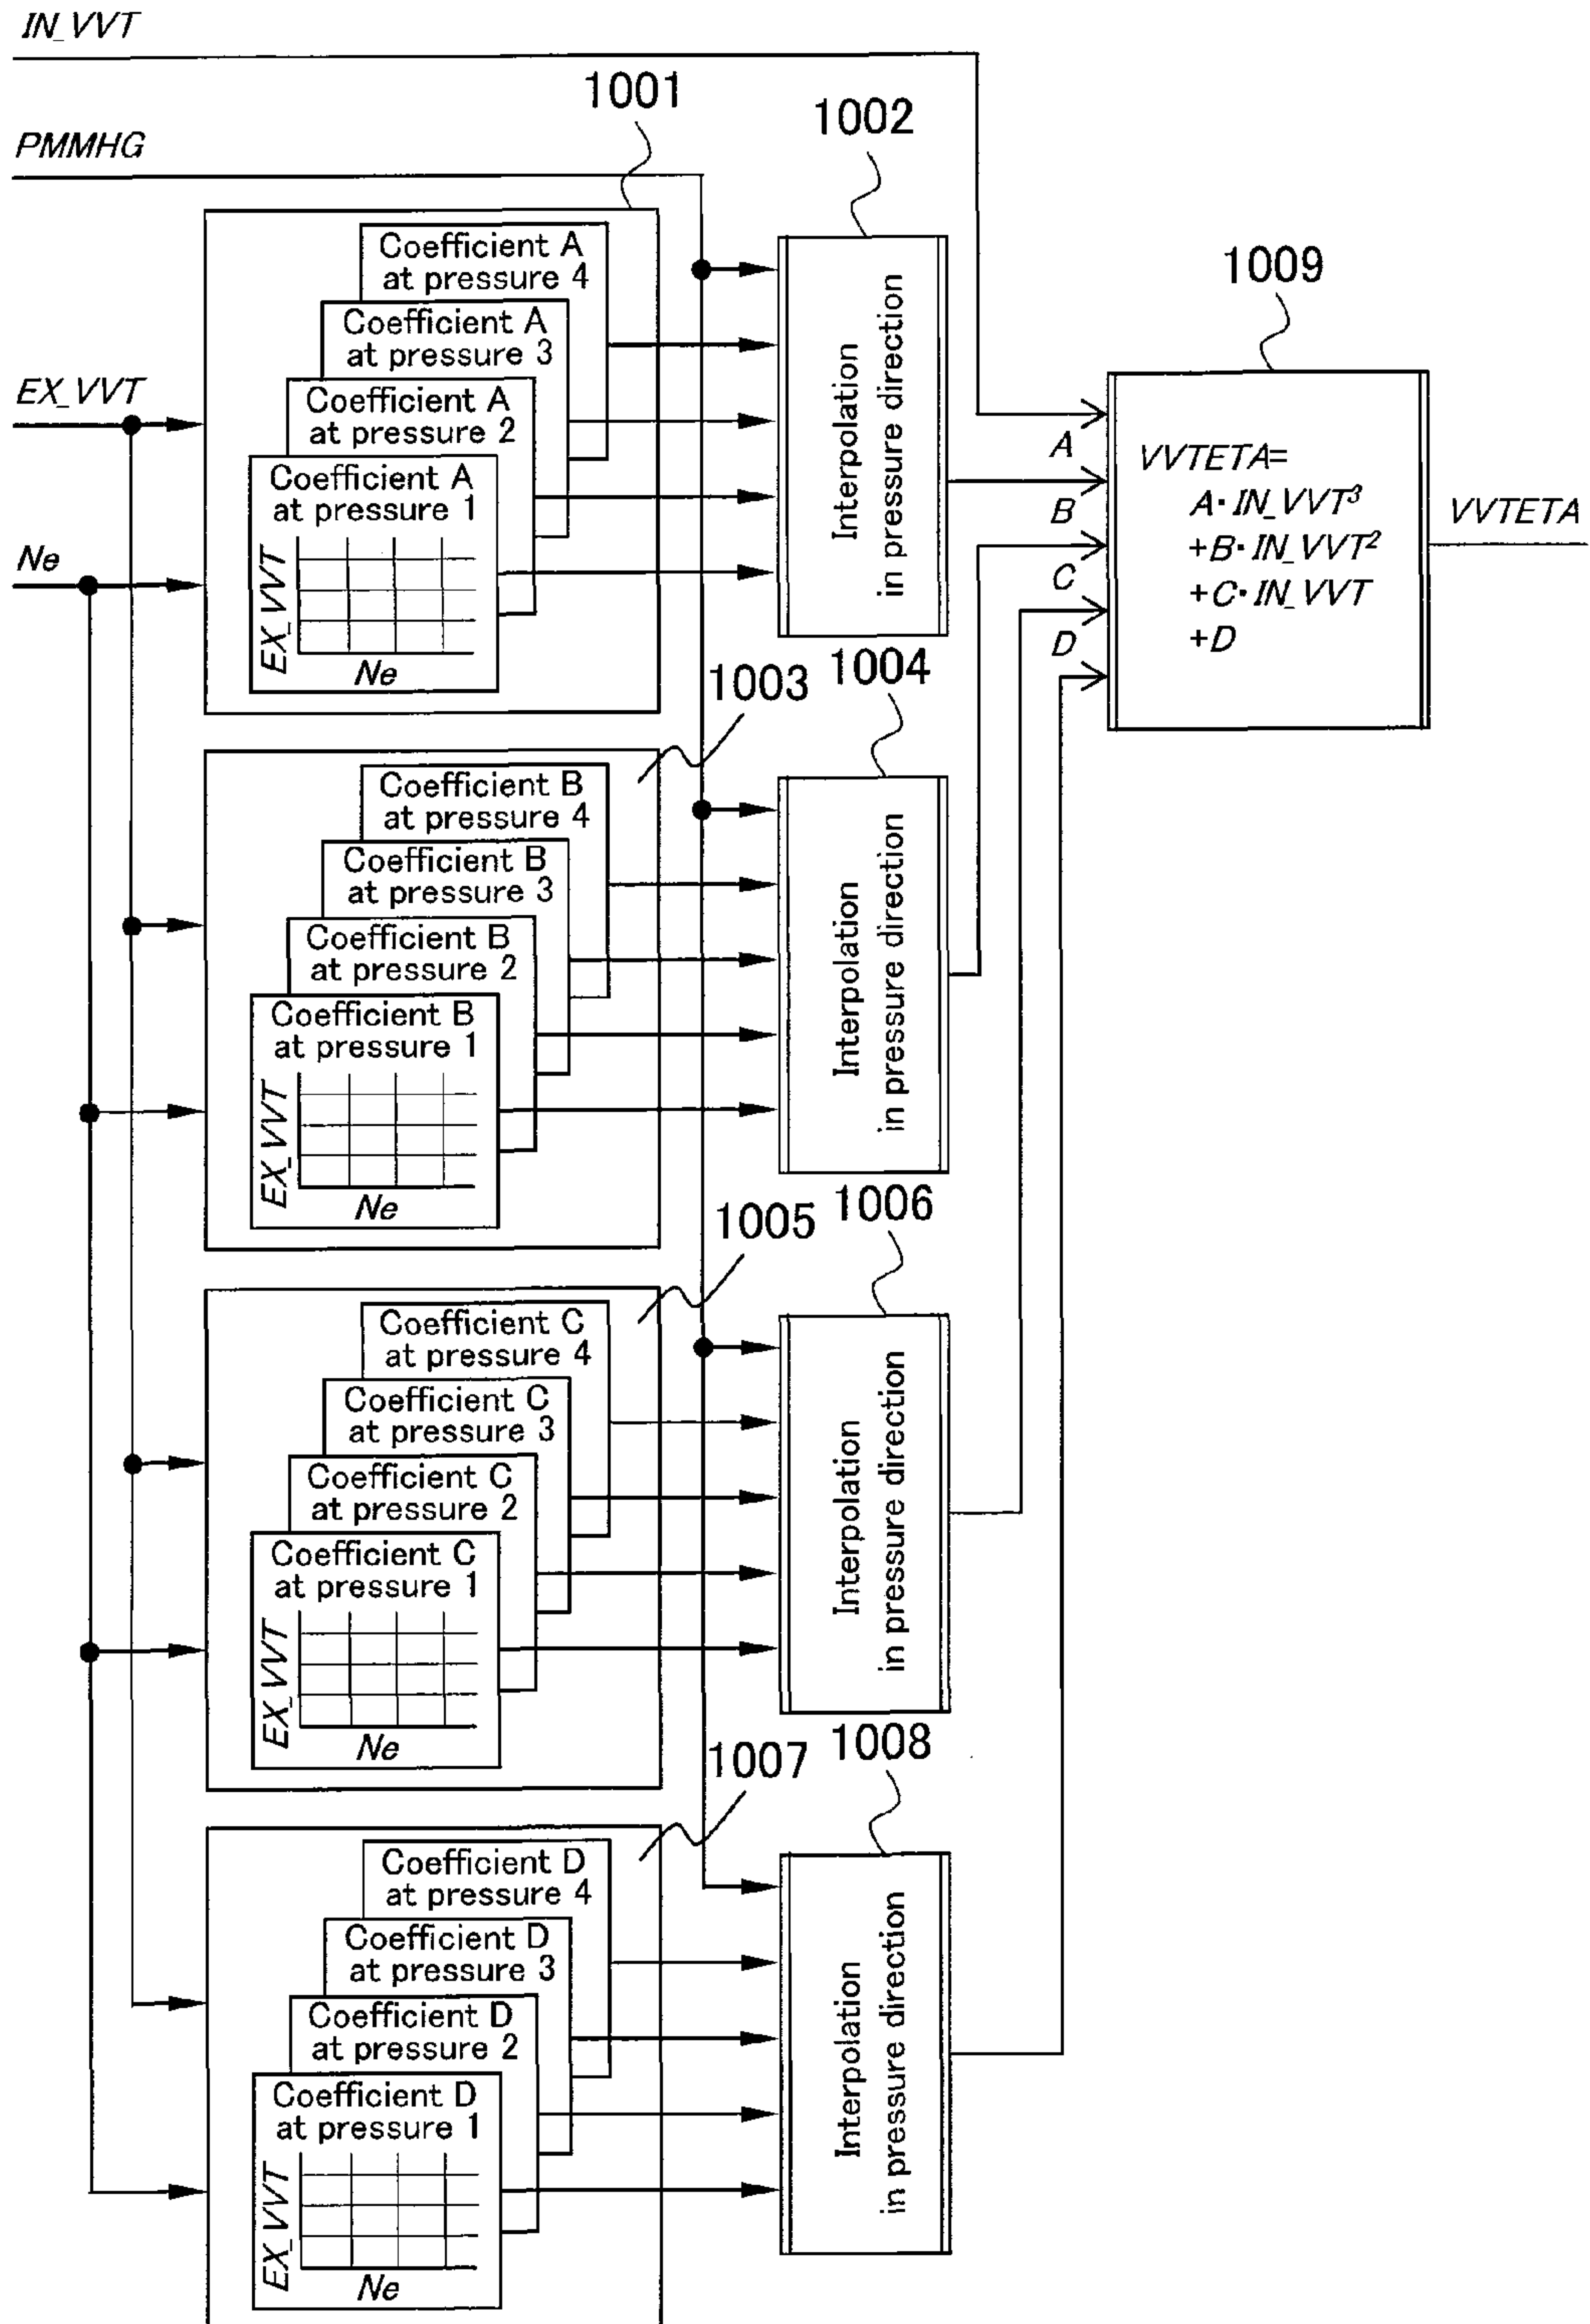 IN_VVT
1001
1002
PMMHG
1009
Coefficient A
at pressure 4
Coefficient A
at pressure 3
EX_VVT
Coefficient A
at pressure 2
Coefficient A
at pressure 1
EX_VVT
Ne
Ne
Interpolation
in pressure direction
A
B
C
D
VVTETA=
A·IN_VVT³
+B·IN_VVT²
+C·IN_VVT
+D
VVTETA
1003
1004
Coefficient B
at pressure 4
Coefficient B
at pressure 3
Coefficient B
at pressure 2
Coefficient B
at pressure 1
EX_VVT
Ne
Interpolation
in pressure direction
1005
1006
Coefficient C
at pressure 4
Coefficient C
at pressure 3
Coefficient C
at pressure 2
Coefficient C
at pressure 1
EX_VVT
Ne
Interpolation
in pressure direction
1007
1008
Coefficient D
at pressure 4
Coefficient D
at pressure 3
Coefficient D
at pressure 2
Coefficient D
at pressure 1
EX_VVT
Ne
Interpolation
in pressure direction